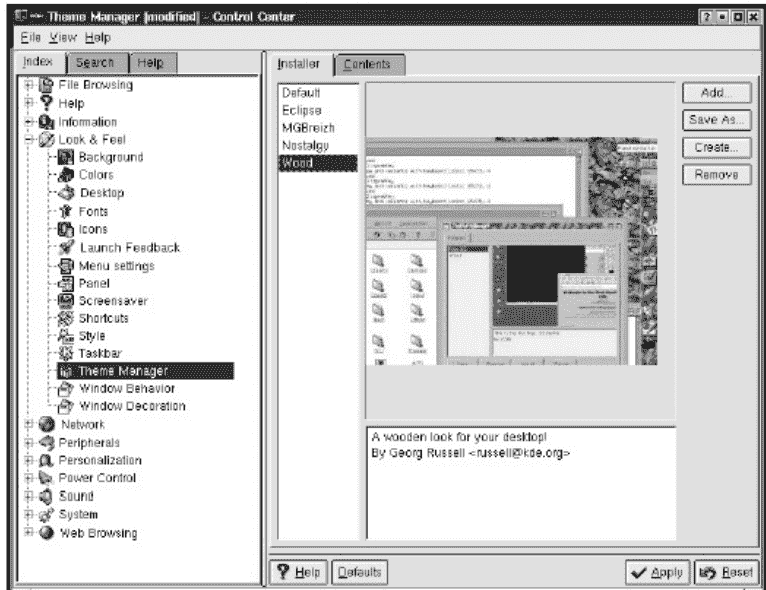 Theme Manager [modified] - Control Center
File View Help
Index Search Help
File Browsing
Help
Information
Look & Feel
Background
Colors
Desktop
Fonts
Icons
Launch Feedback
Menu settings
Panel
Screensaver
Shortcuts
Style
Taskbar
Theme Manager
Window Behavior
Window Decoration
Network
Peripherals
Personalization
Power Control
Sound
System
Web Browsing
Installer Contents
Default
Eclipse
MGBreizh
Nostalgy
Wood
Add...
Save As...
Create...
Remove
A wooden look for your desktop!
By Georg Russell <russell@kde.org>
Help Defaults Apply Reset